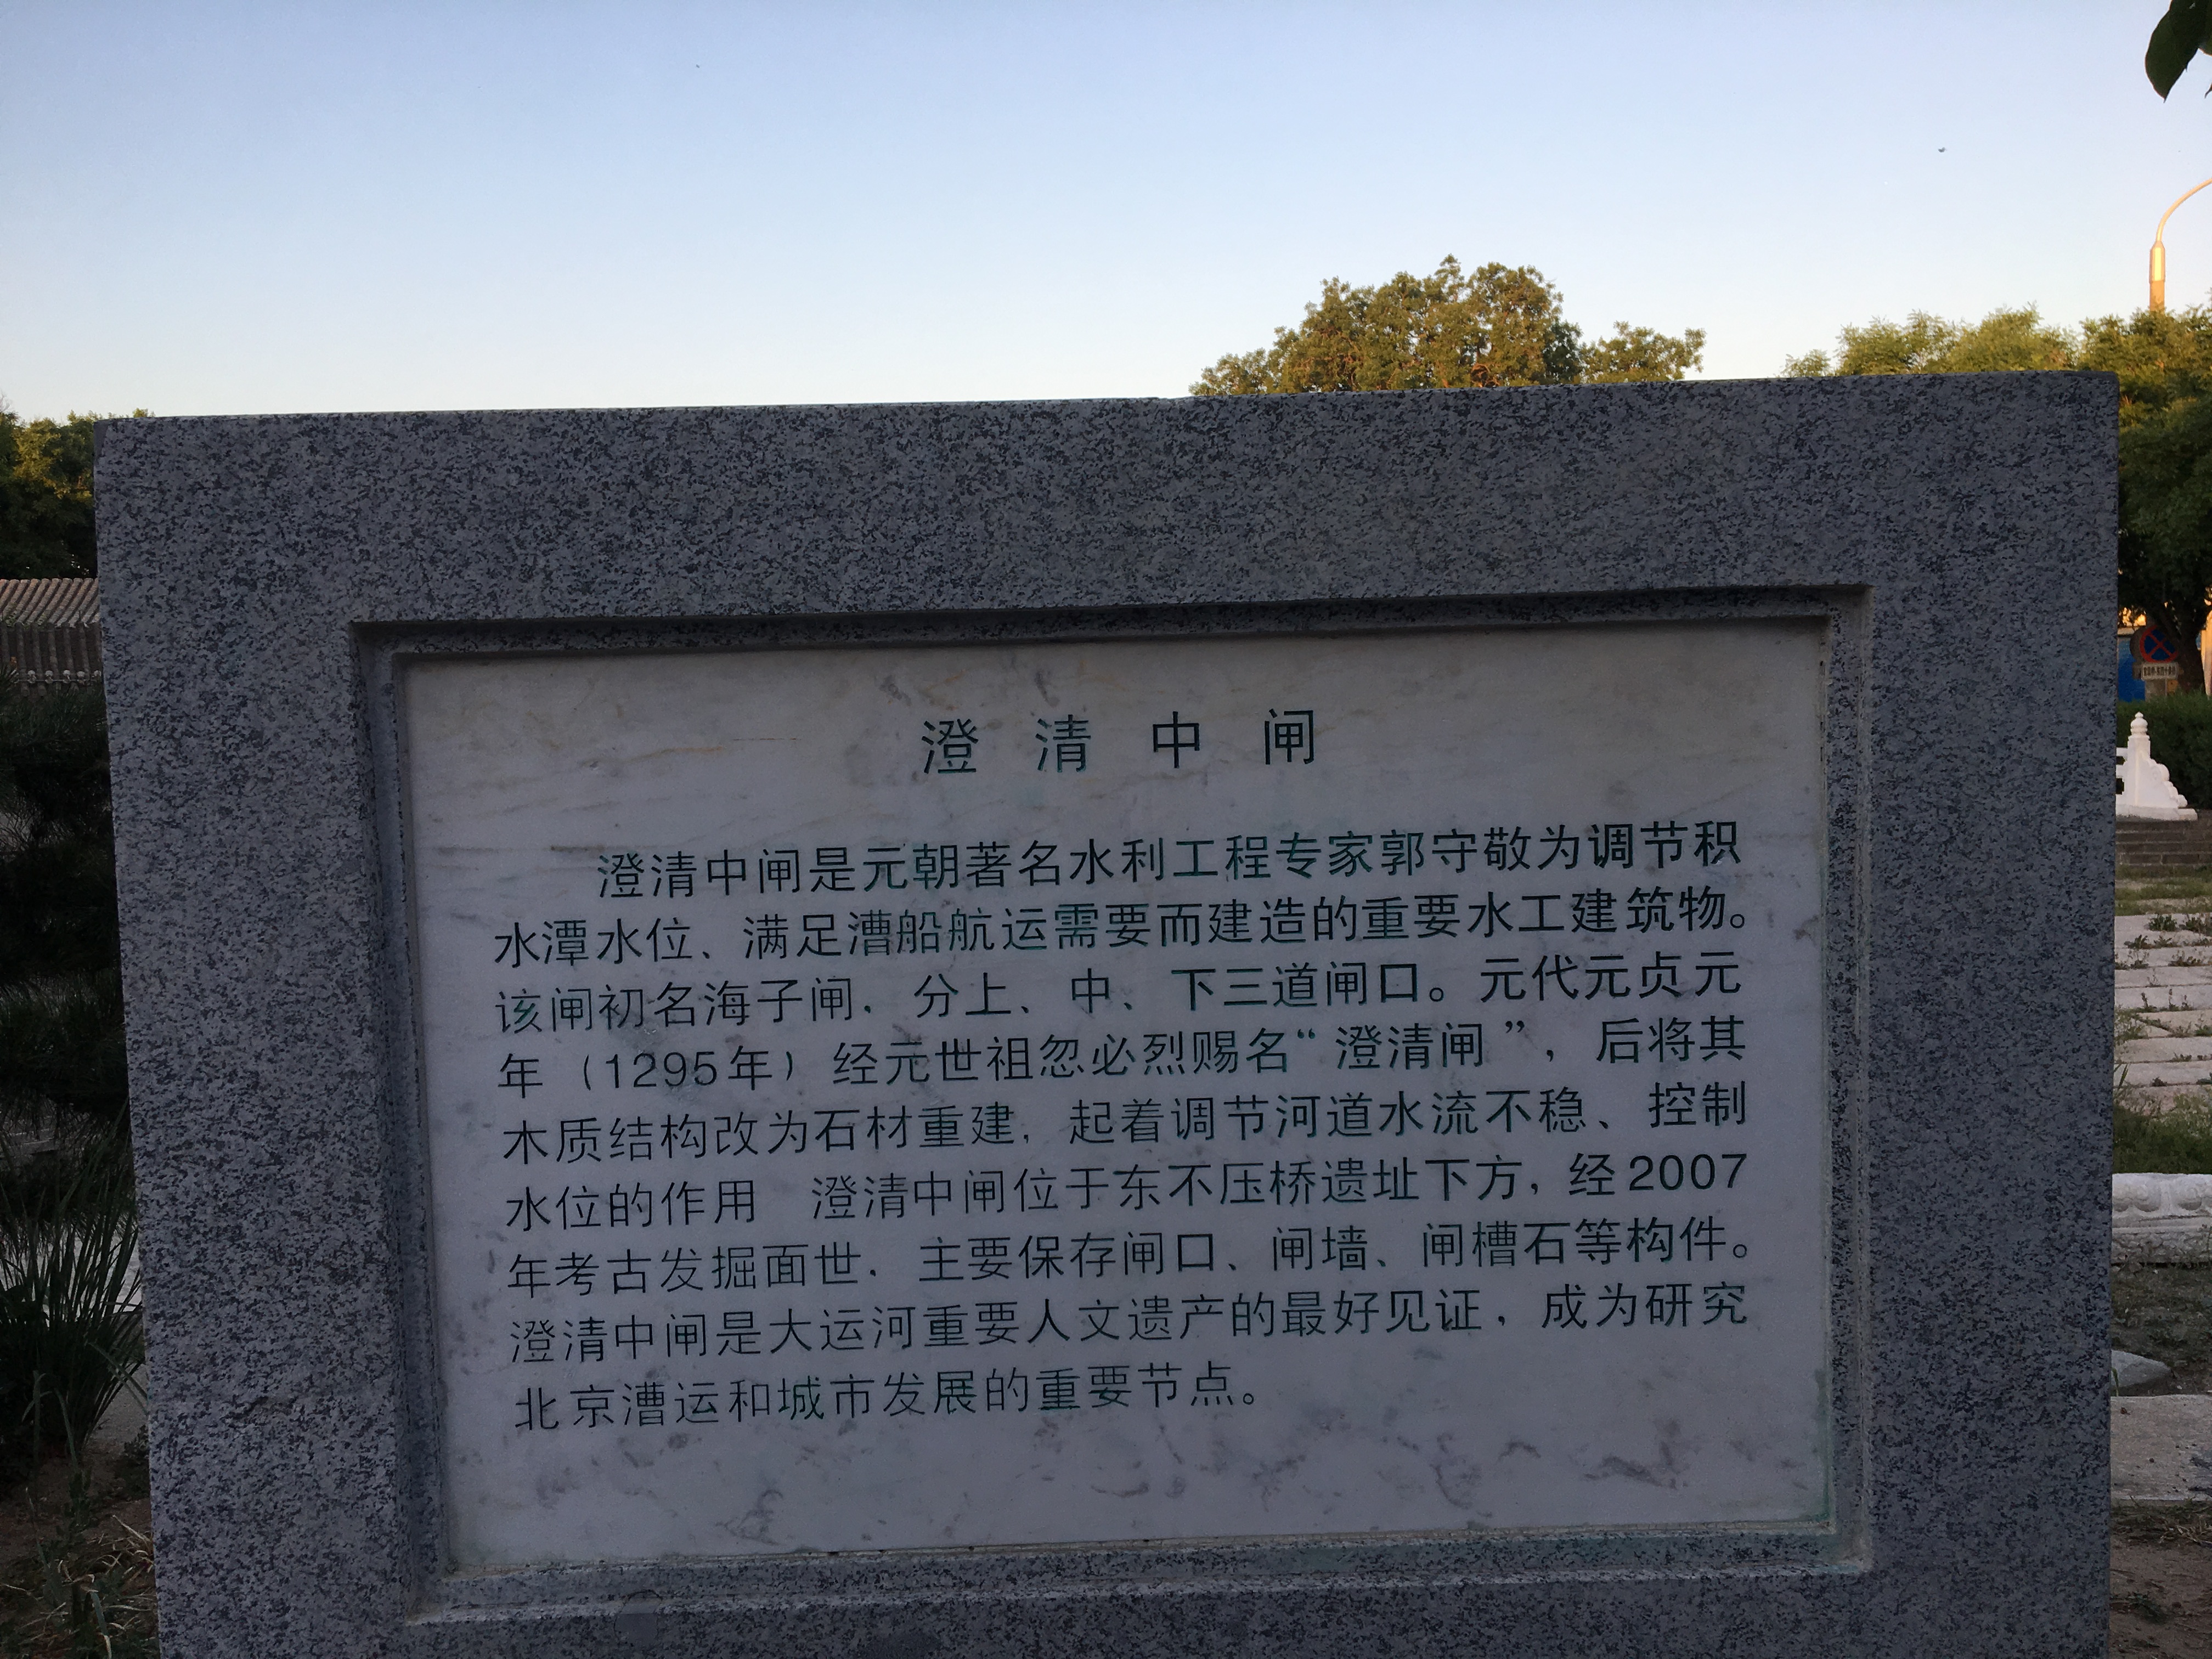 澄清中闸
澄清中闸是元朝著名水利工程专家郭守敬为调节积
水潭水位、满足漕船航运需要而建造的重要水工建筑物。
该闸初名海子闸，分上、中、下三道闸口。元代元贞元
年（1295年）经元世祖忽必烈赐名“澄清闸”，后将其
木质结构改为石材重建，起着调节河道水流不稳、控制
水位的作用 澄清中闸位于东不压桥遗址下方，经2007
年考古发掘面世，主要保存闸口、闸墙、闸槽石等构件。
澄清中闸是大运河重要人文遗产的最好见证，成为研究
北京漕运和城市发展的重要节点。